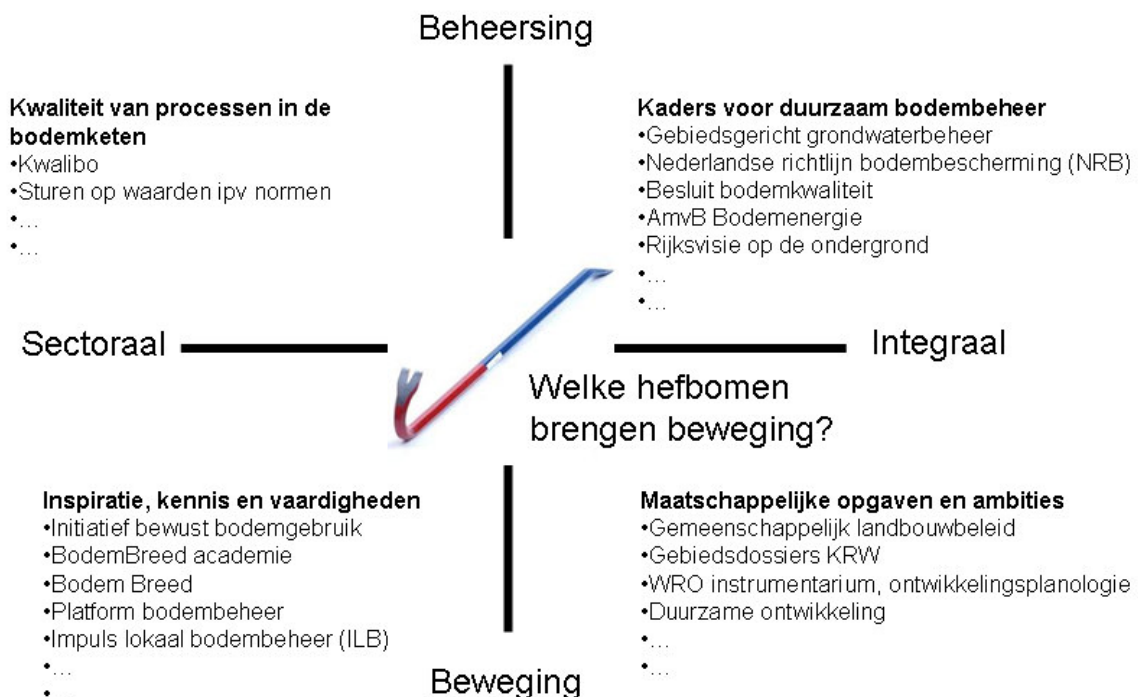 Beheersing
Kwaliteit van processen in de
bodemketen
•Kwalibo
•Sturen op waarden ipv normen
•...
•...
Kaders voor duurzaam bodembeheer
•Gebiedsgericht grondwaterbeheer
•Nederlandse richtlijn bodembescherming (NRB)
•Besluit bodemkwaliteit
•AmvB Bodemenergie
•Rijksvisie op de ondergrond
•...
•...
Sectoraal
Integraal
Welke hefbomen
brengen beweging?
Inspiratie, kennis en vaardigheden
•Initiatief bewust bodemgebruik
•BodemBreed academie
•Bodem Breed
•Platform bodembeheer
•Impuls lokaal bodembeheer (ILB)
•...
•...
Maatschappelijke opgaven en ambities
•Gemeenschappelijk landbouwbeleid
•Gebiedsdossiers KRW
•WRO instrumentarium, ontwikkelingsplanologie
•Duurzame ontwikkeling
•...
•...
Beweging